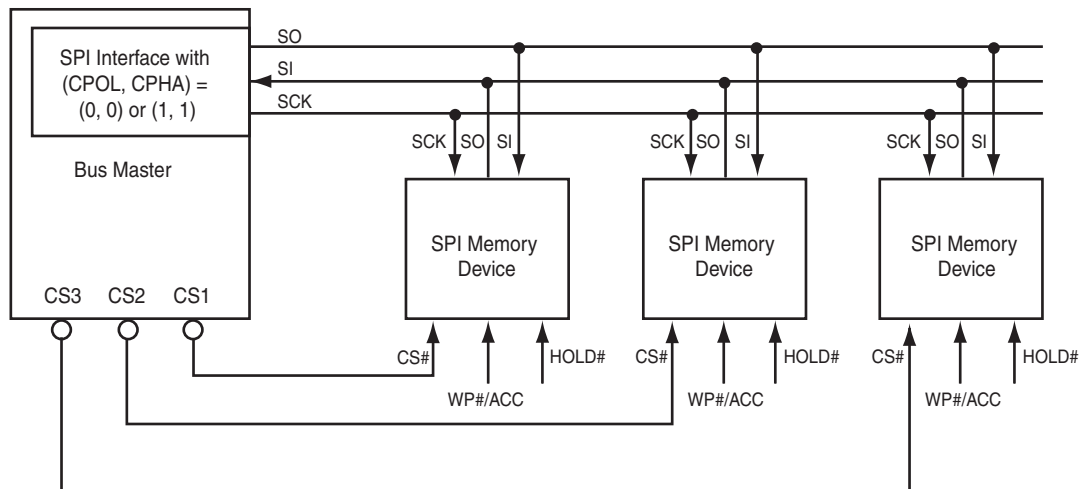 SO
SPI Interface with
(CPOL, CPHA) =
(0, 0) or (1, 1)
SI
SCK
Bus Master
SCK SO SI
SCK SO SI
SCK SO SI
SPI Memory
Device
SPI Memory
Device
SPI Memory
Device
CS3 CS2 CS1
CS# HOLD#
WP#/ACC
CS# HOLD#
WP#/ACC
CS# HOLD#
WP#/ACC